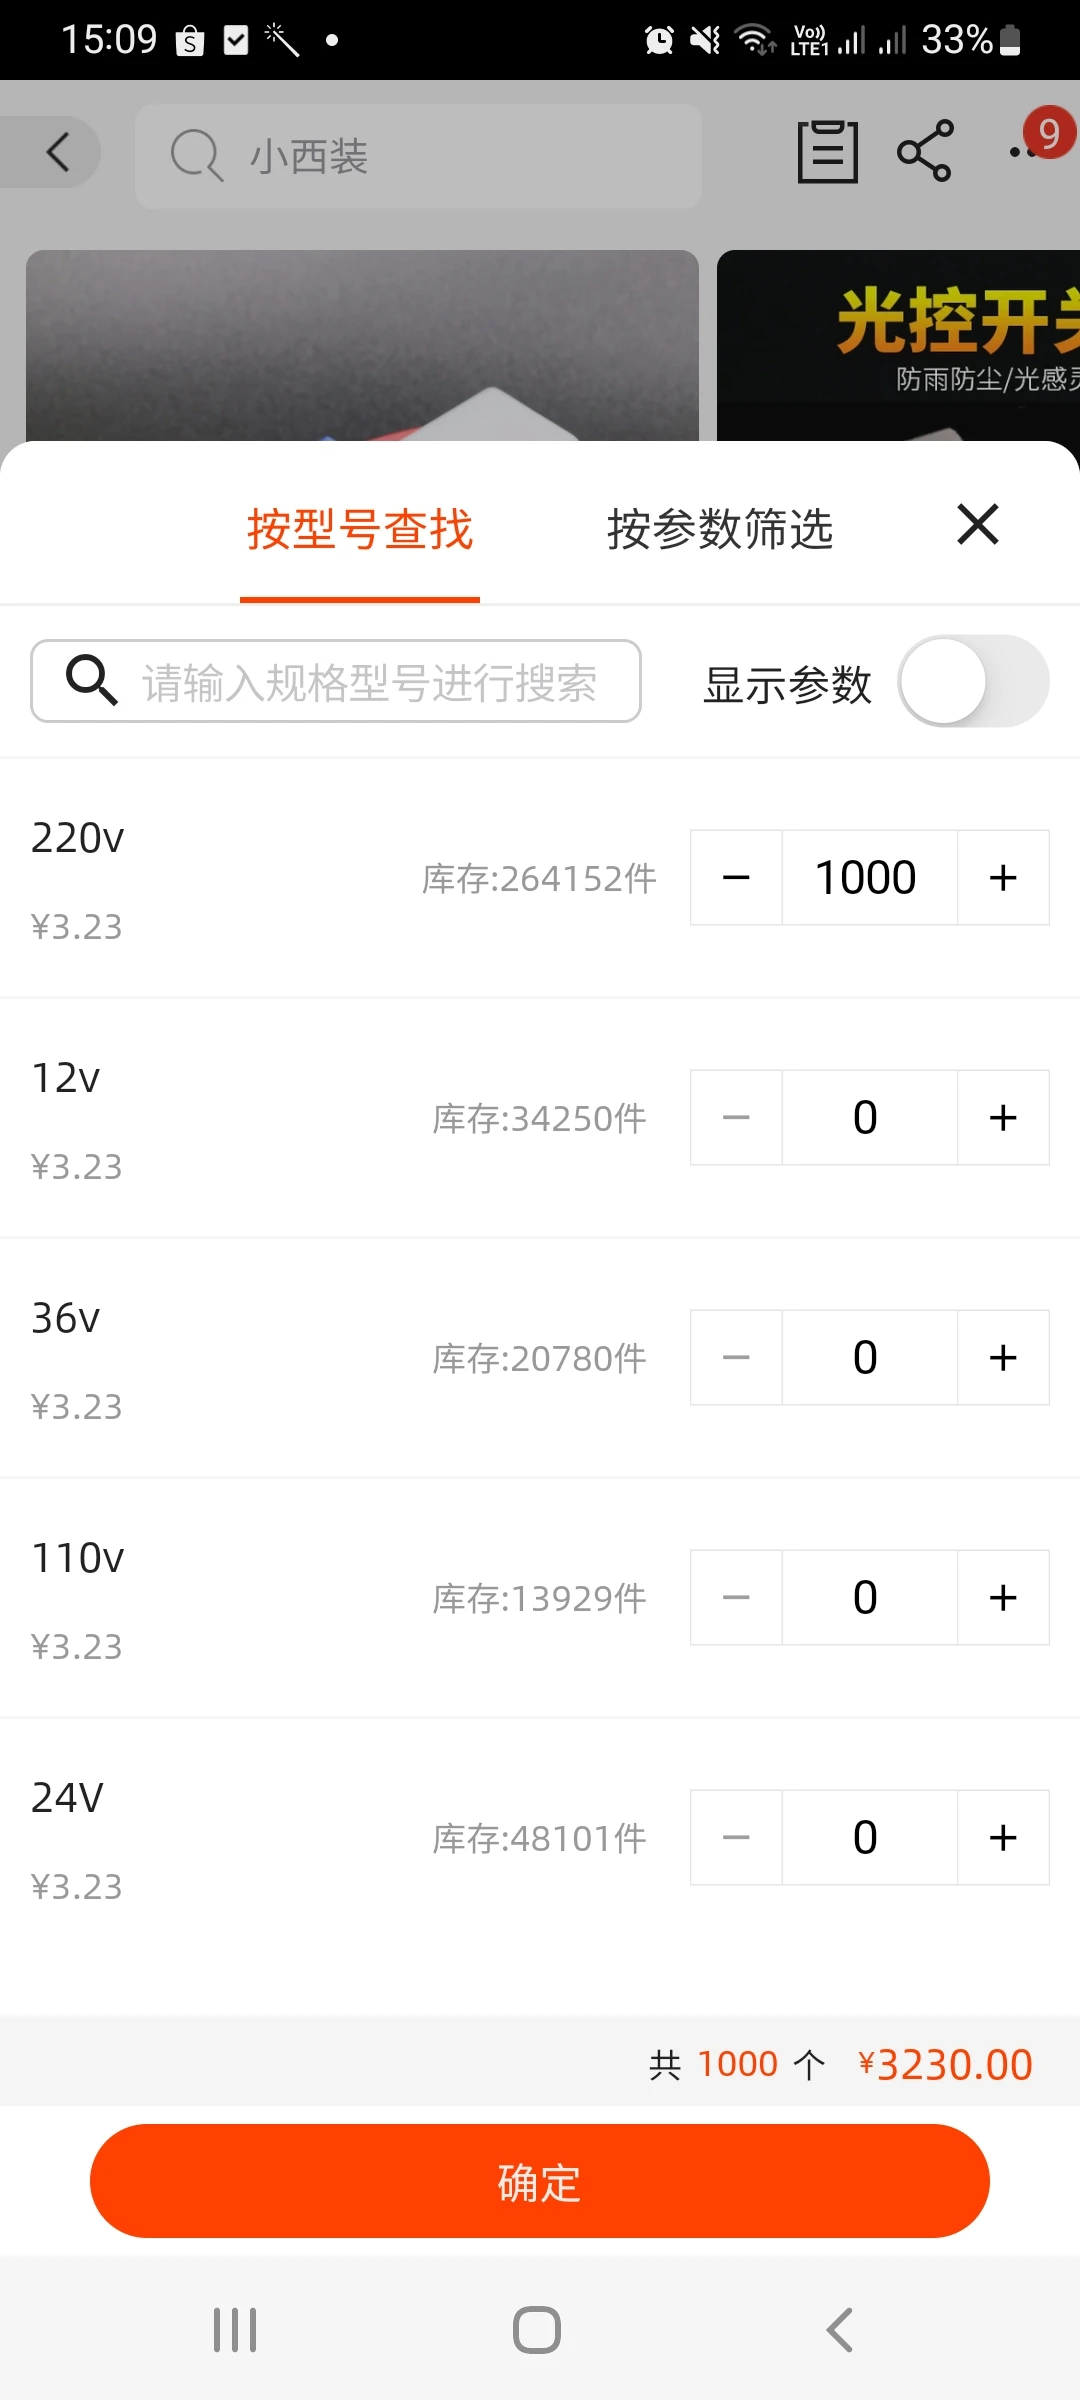 15:09
Vo)) LTE1 33%
小西装
9
光控开关
防雨防尘/光感灵
按型号查找 按参数筛选
请输入规格型号进行搜索 显示参数
220v
库存:264152件 − 1000 +
¥3.23
12v
库存:34250件 − 0 +
¥3.23
36v
库存:20780件 − 0 +
¥3.23
110v
库存:13929件 − 0 +
¥3.23
24V
库存:48101件 − 0 +
¥3.23
共 1000 个 ¥3230.00
确定